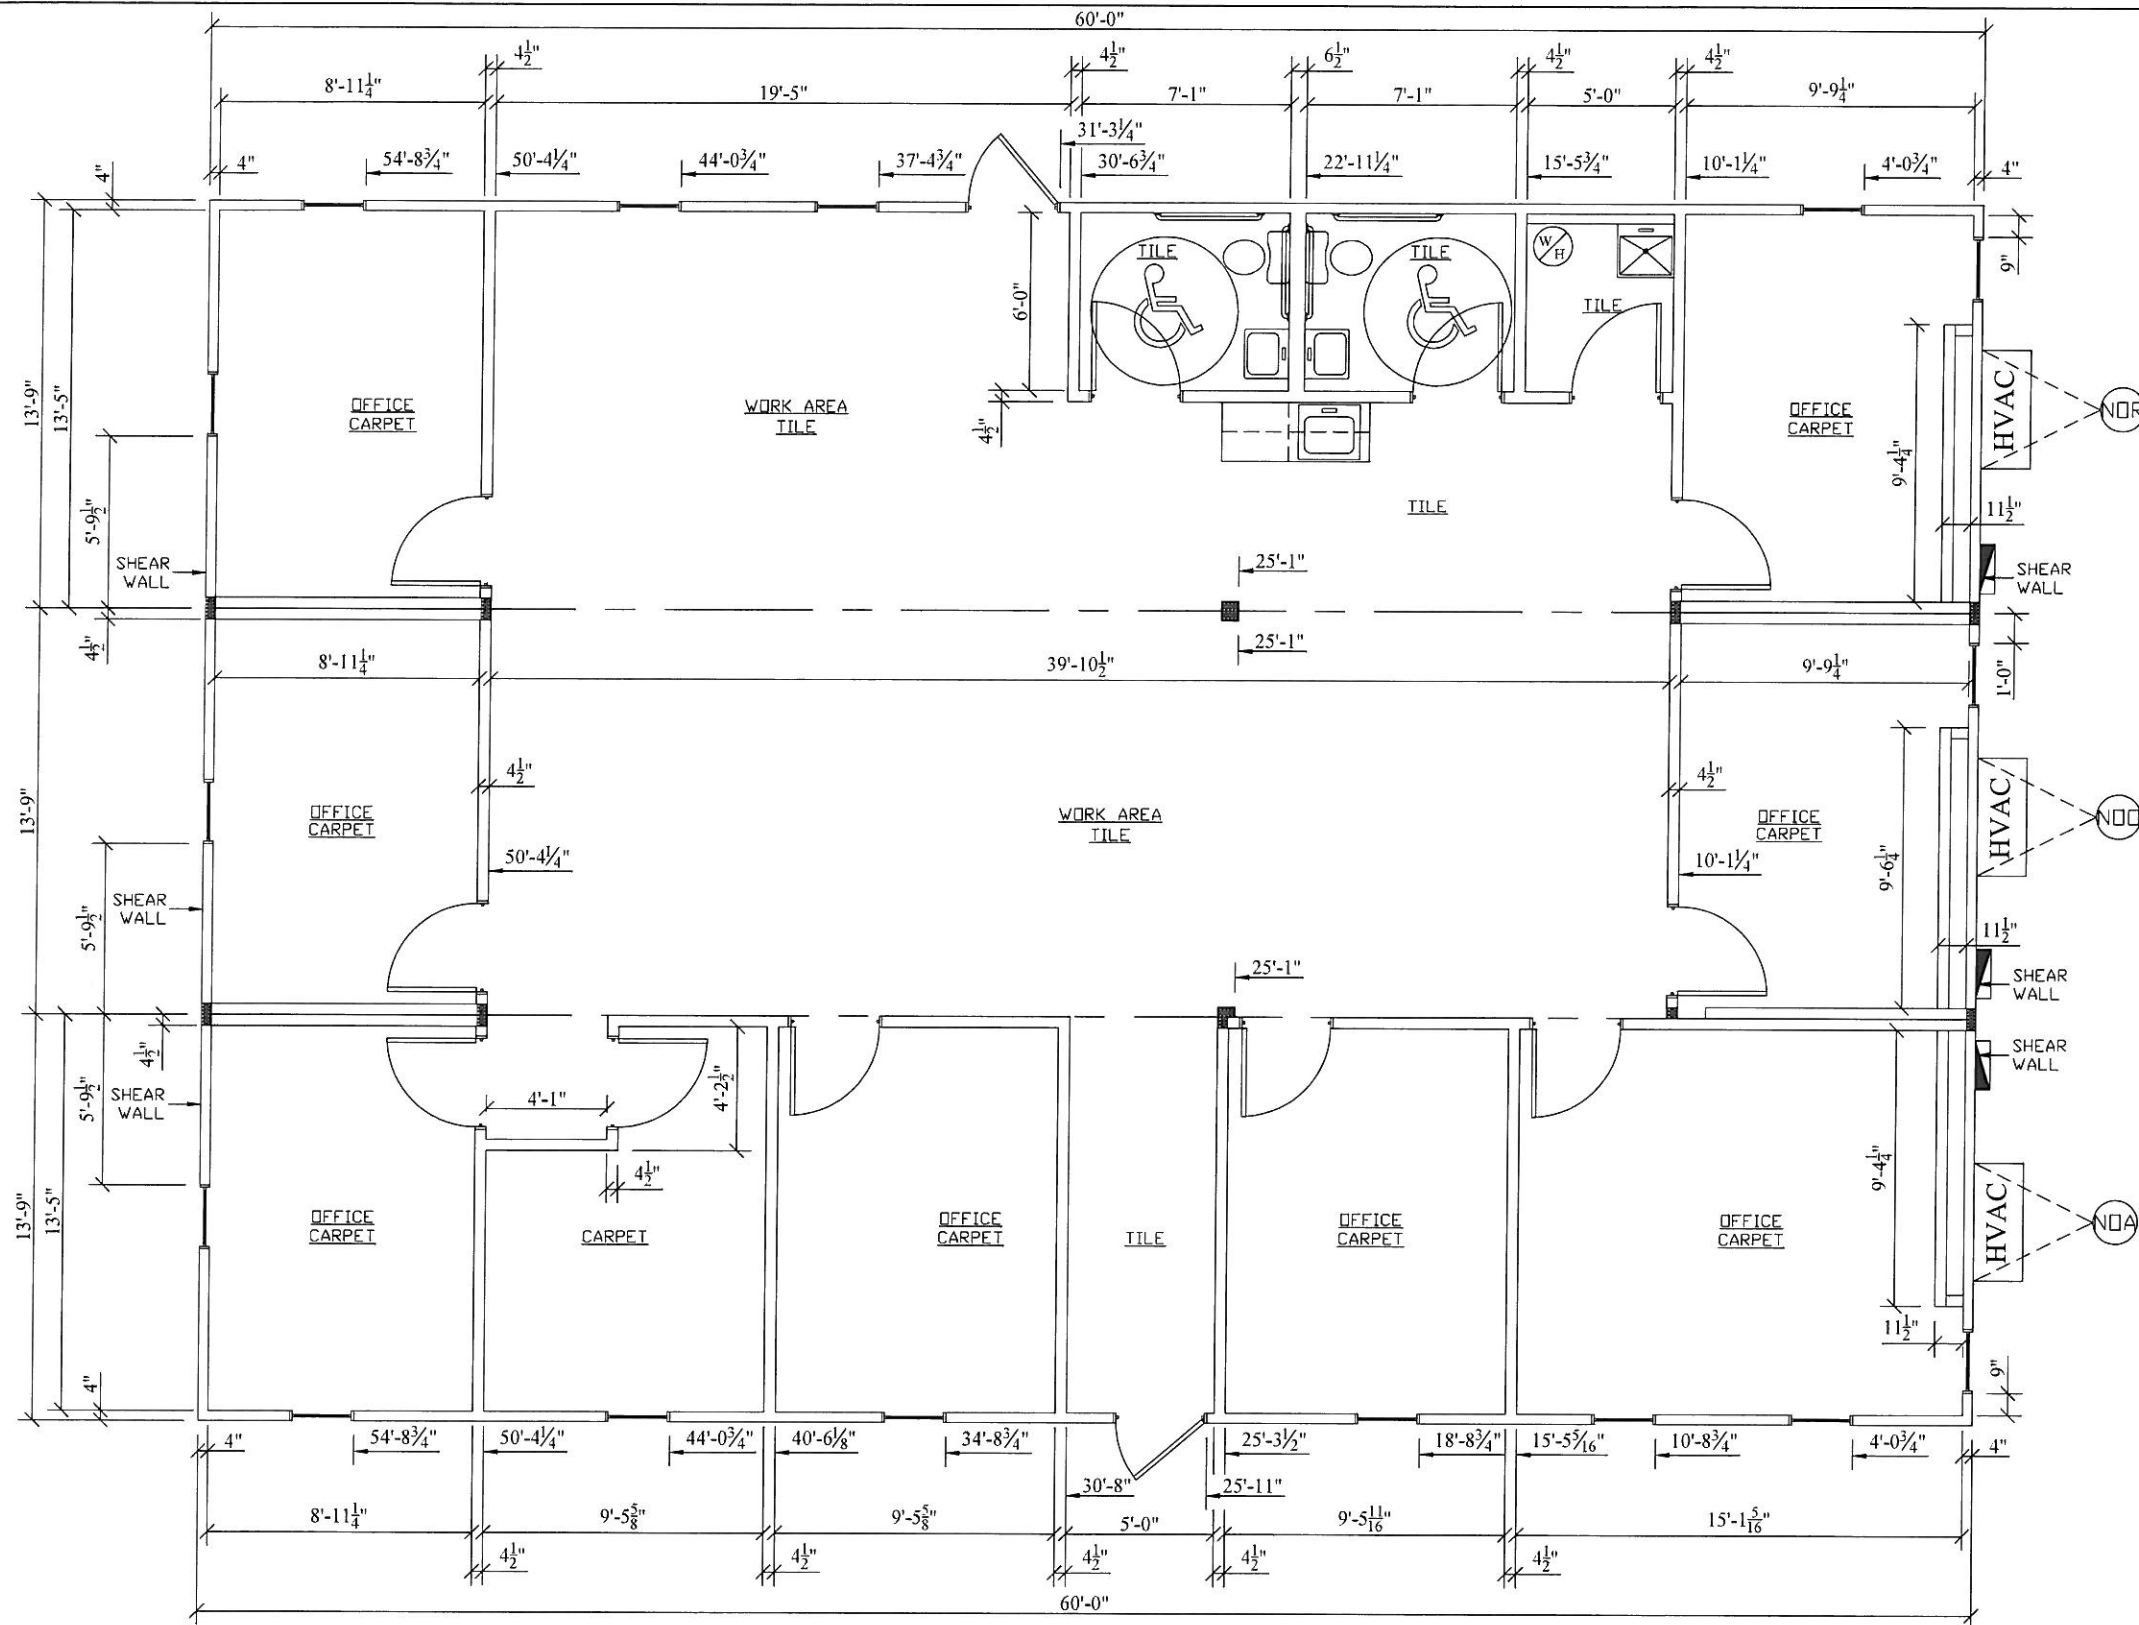 60'-0"
4½" 4½" 6½" 4½" 4½"
8'-11¼" 19'-5" 7'-1" 7'-1" 5'-0" 9'-9¼"
31'-3¼"
4" 54'-8¾" 50'-4¼" 44'-0¾" 37'-4¾" 30'-6¾" 22'-11¼" 15'-5¾" 10'-1¼" 4'-0¾" 4"
4"
TILE TILE W/H
9"
6'-0" TILE
13'-9" 13'-5"
OFFICE
CARPET
WORK AREA
TILE
4½"
OFFICE
CARPET
HVAC
9'-4¼"
5'-9½"
TILE
11½"
SHEAR
WALL
25'-1"
SHEAR
WALL
4½"
25'-1"
8'-11¼" 39'-10½" 9'-9¼"
1'-0"
4½" 4½"
13'-9"
OFFICE
CARPET
WORK AREA
TILE
OFFICE
CARPET
HVAC
50'-4¼" 10'-1¼" 9'-6¼"
SHEAR
WALL
5'-9½"
11½"
25'-1"
SHEAR
WALL
4½"
SHEAR
WALL
5'-9½"
SHEAR
WALL
4'-1" 4'-2½"
4½"
9'-4¼"
13'-9" 13'-5"
OFFICE
CARPET
CARPET
OFFICE
CARPET
TILE
OFFICE
CARPET
OFFICE
CARPET
HVAC
11½"
4" 9"
4" 54'-8¾" 50'-4¼" 44'-0¾" 40'-6⅛" 34'-8¾" 25'-3½" 18'-8¾" 15'-5⁵⁄₁₆" 10'-8¾" 4'-0¾" 4"
30'-8" 25'-11"
8'-11¼" 9'-5⅝" 9'-5⅝" 5'-0" 9'-5¹¹⁄₁₆" 15'-1⁵⁄₁₆"
4½" 4½" 4½" 4½" 4½"
60'-0"